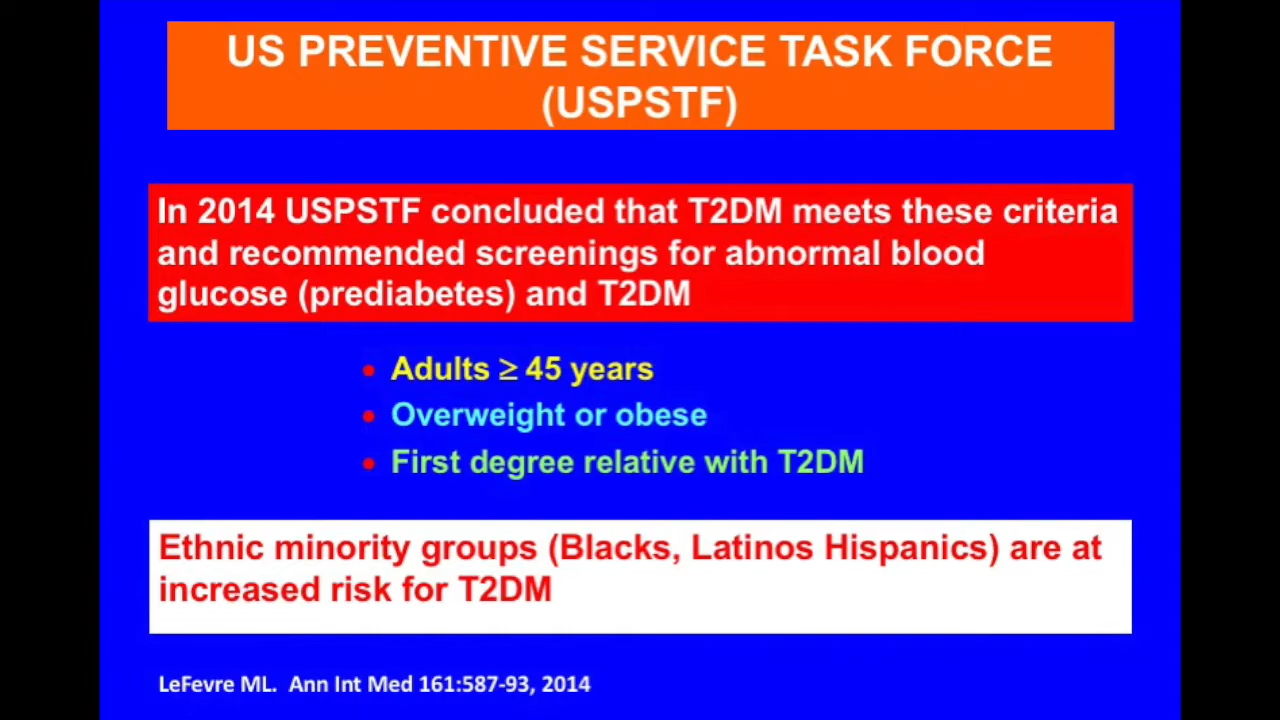 US PREVENTIVE SERVICE TASK FORCE
(USPSTF)
In 2014 USPSTF concluded that T2DM meets these criteria
and recommended screenings for abnormal blood
glucose (prediabetes) and T2DM
• Adults ≥ 45 years
• Overweight or obese
• First degree relative with T2DM
Ethnic minority groups (Blacks, Latinos Hispanics) are at
increased risk for T2DM
LeFevre ML.  Ann Int Med 161:587-93, 2014